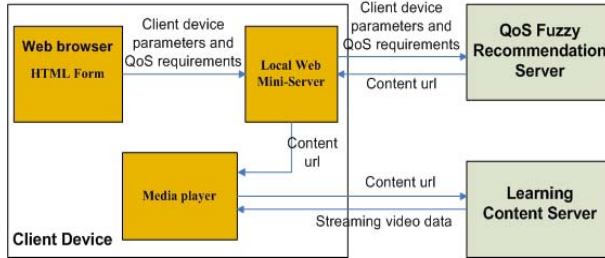 Web browser
HTML Form
Client device
parameters and
QoS requirements
Local Web
Mini-Server
Client device
parameters and
QoS requirements
Content url
QoS Fuzzy
Recommendation
Server
Content
url
Media player
Content url
Streaming video data
Learning
Content Server
Client Device